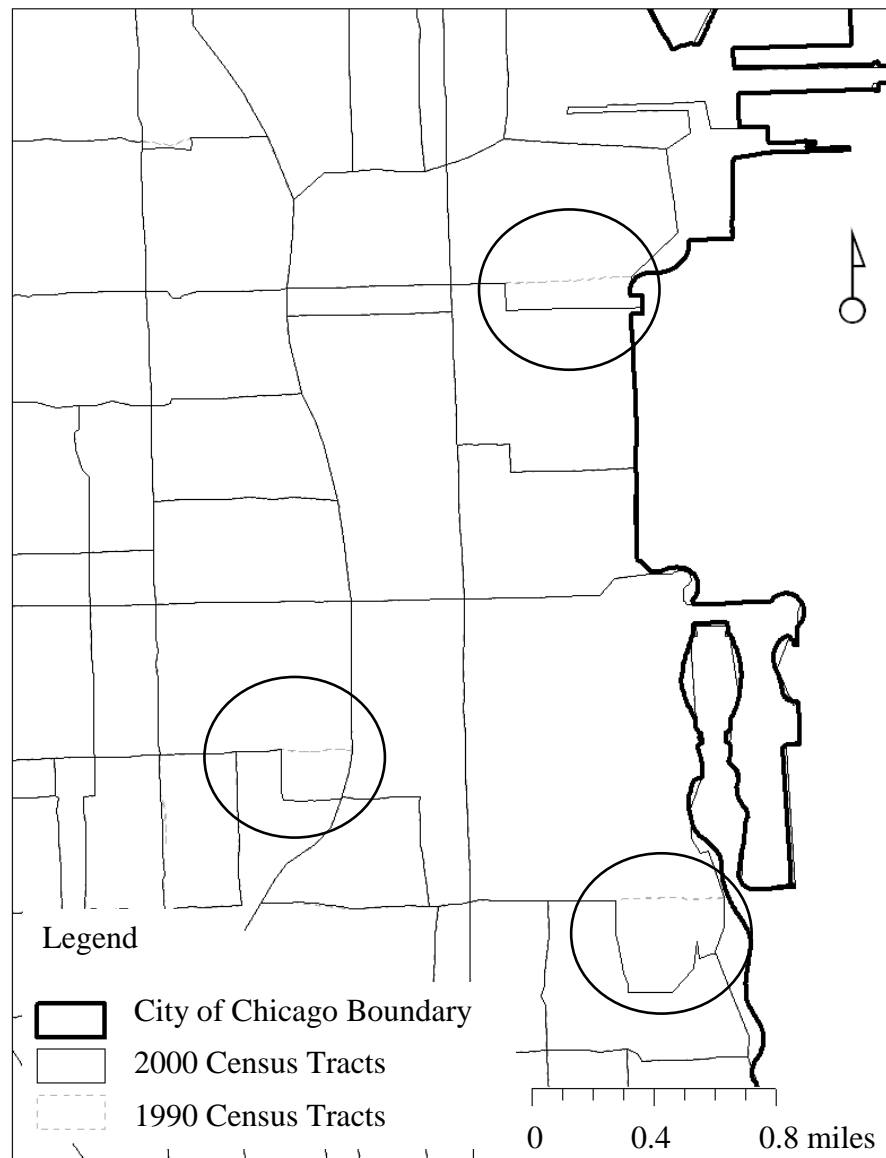 Legend
City of Chicago Boundary
2000 Census Tracts
1990 Census Tracts
0 0.4 0.8 miles